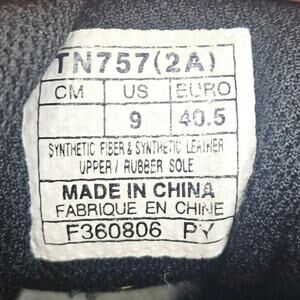 TN757(2A)
CM US EURO
9 40.5
SYNTHETIC FIBER & SYNTHETIC LEATHER
UPPER / RUBBER SOLE
MADE IN CHINA
FABRIQUE EN CHINE
F360806 PY